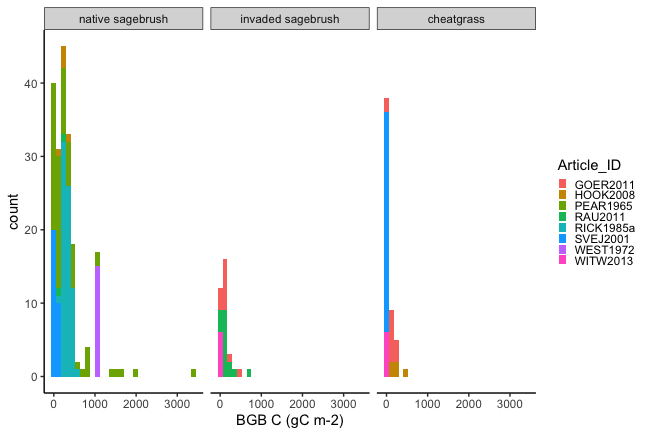 native sagebrush invaded sagebrush cheatgrass
40
30
20
10
0
count
0 1000 2000 3000 0 1000 2000 3000 0 1000 2000 3000
BGB C (gC m-2)
Article_ID
GOER2011
HOOK2008
PEAR1965
RAU2011
RICK1985a
SVEJ2001
WEST1972
WITW2013